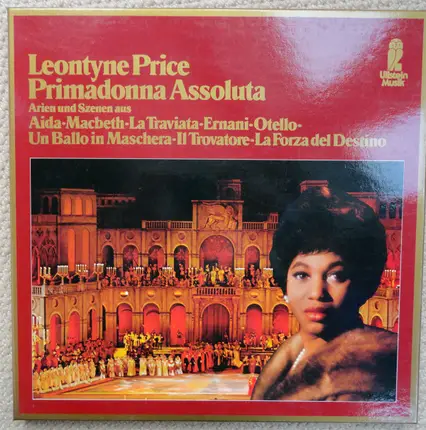 Leontyne Price
Primadonna Assoluta
Arien und Szenen aus
Aida-Macbeth-La Traviata-Ernani-Otello-
Un Ballo in Maschera-Il Trovatore-La Forza del Destino
Ullstein
Musik